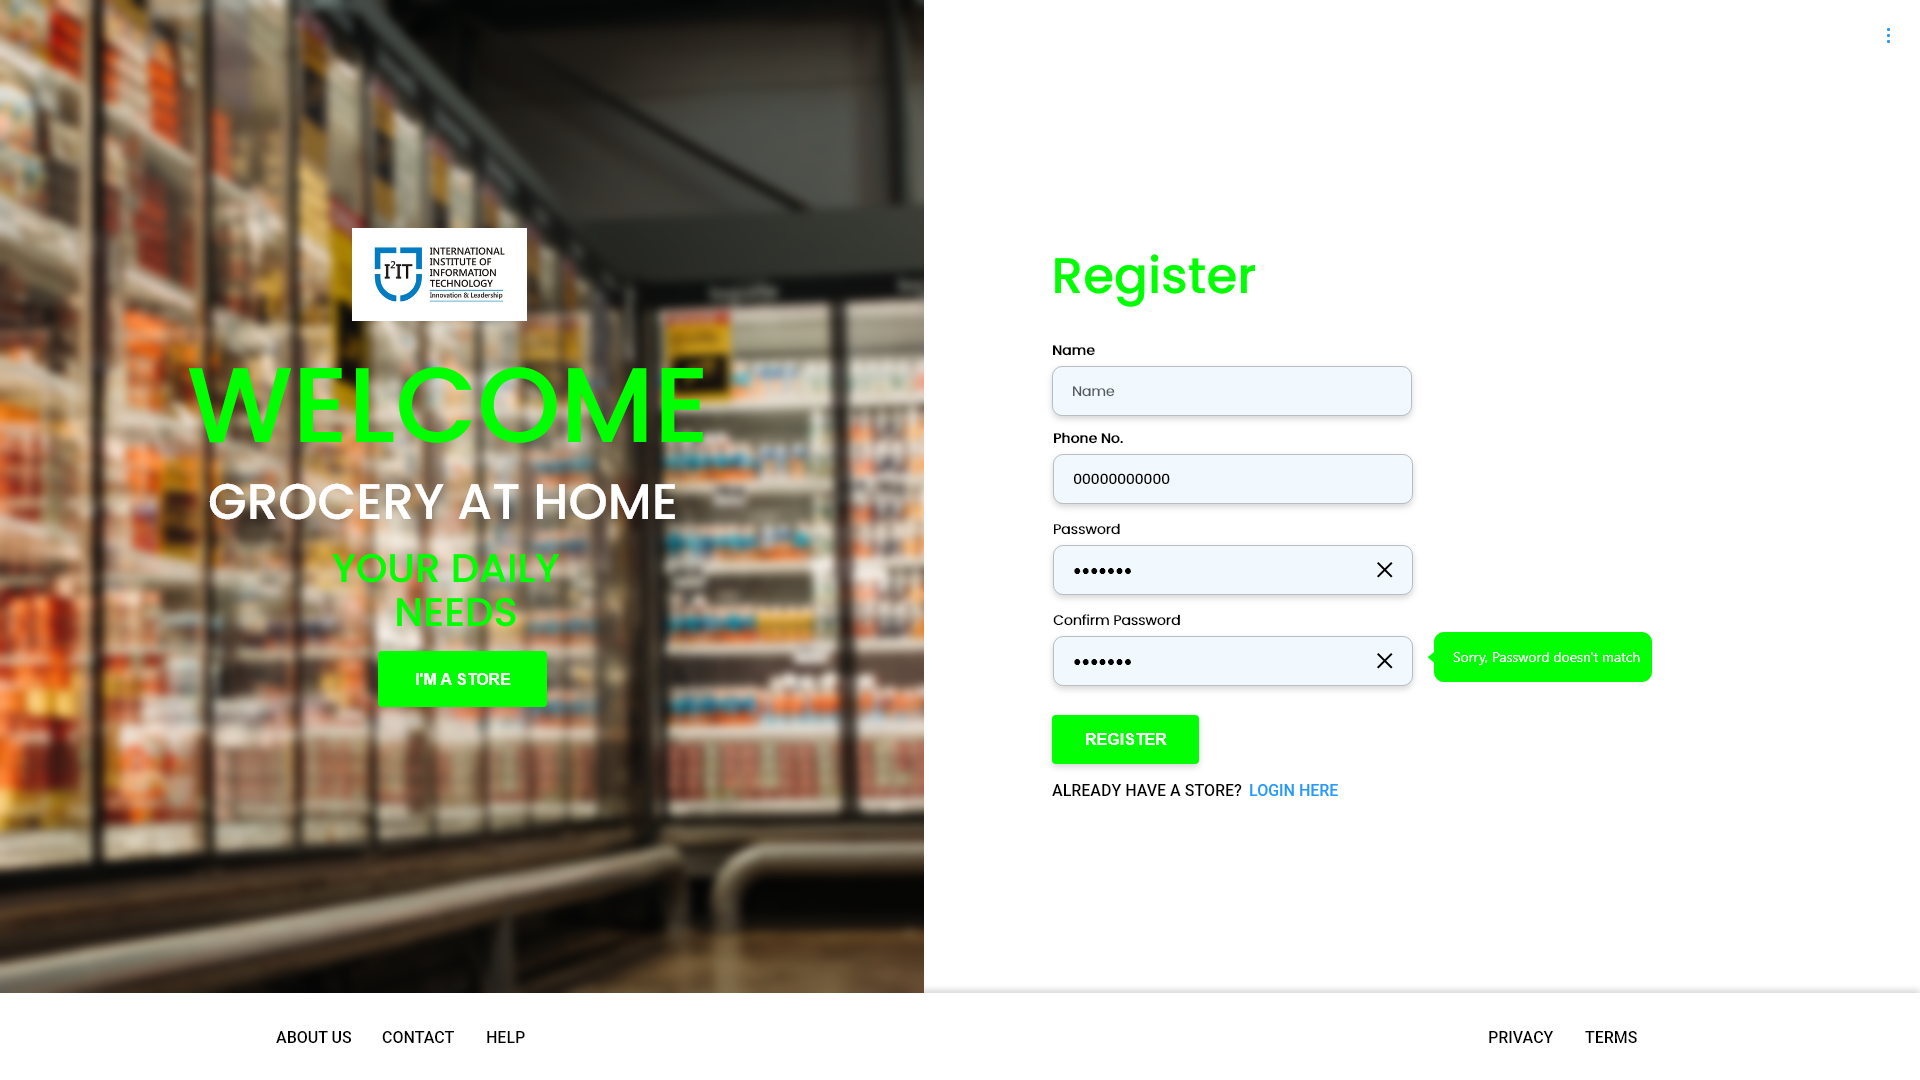 I²IT
INTERNATIONAL
INSTITUTE OF
INFORMATION
TECHNOLOGY
Innovation & Leadership
WELCOME
GROCERY AT HOME
YOUR DAILY
NEEDS
I'M A STORE
Register
Name
Name
Phone No.
00000000000
Password
•••••••
Confirm Password
•••••••
Sorry, Password doesn't match
REGISTER
ALREADY HAVE A STORE? LOGIN HERE
ABOUT US CONTACT HELP PRIVACY TERMS